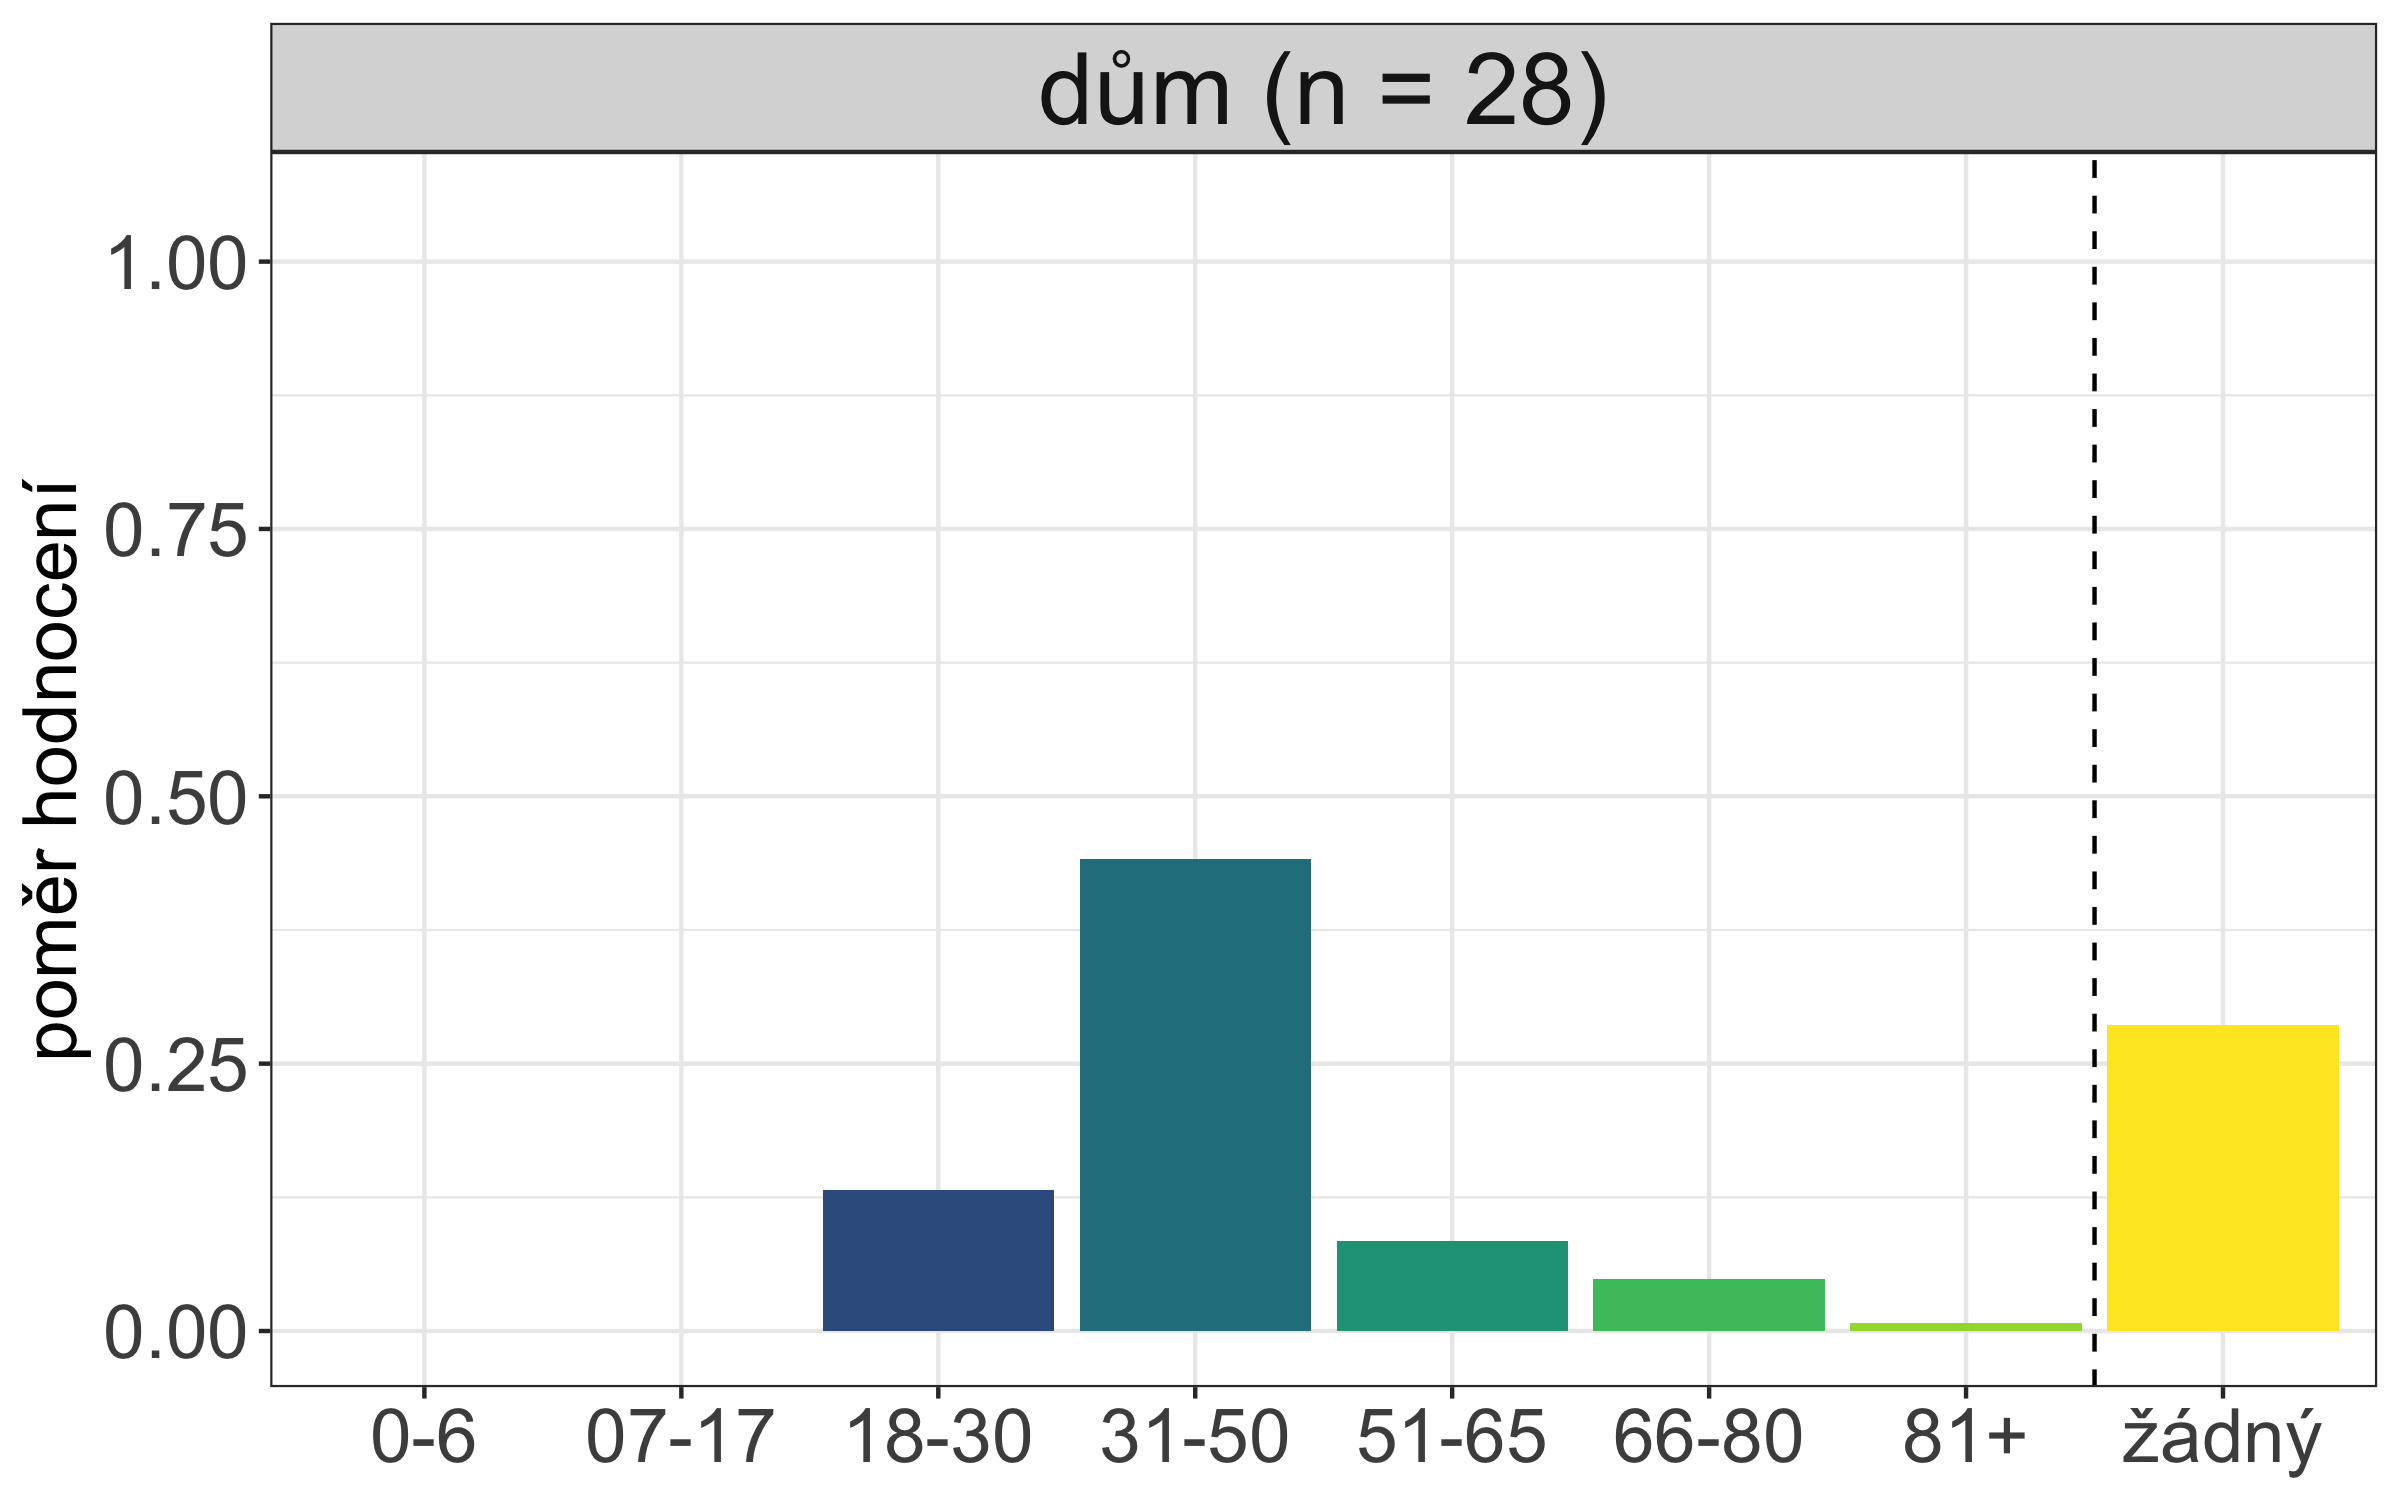 dům (n = 28)
poměr hodnocení
1.00
0.75
0.50
0.25
0.00
0-6 07-17 18-30 31-50 51-65 66-80 81+ žádný